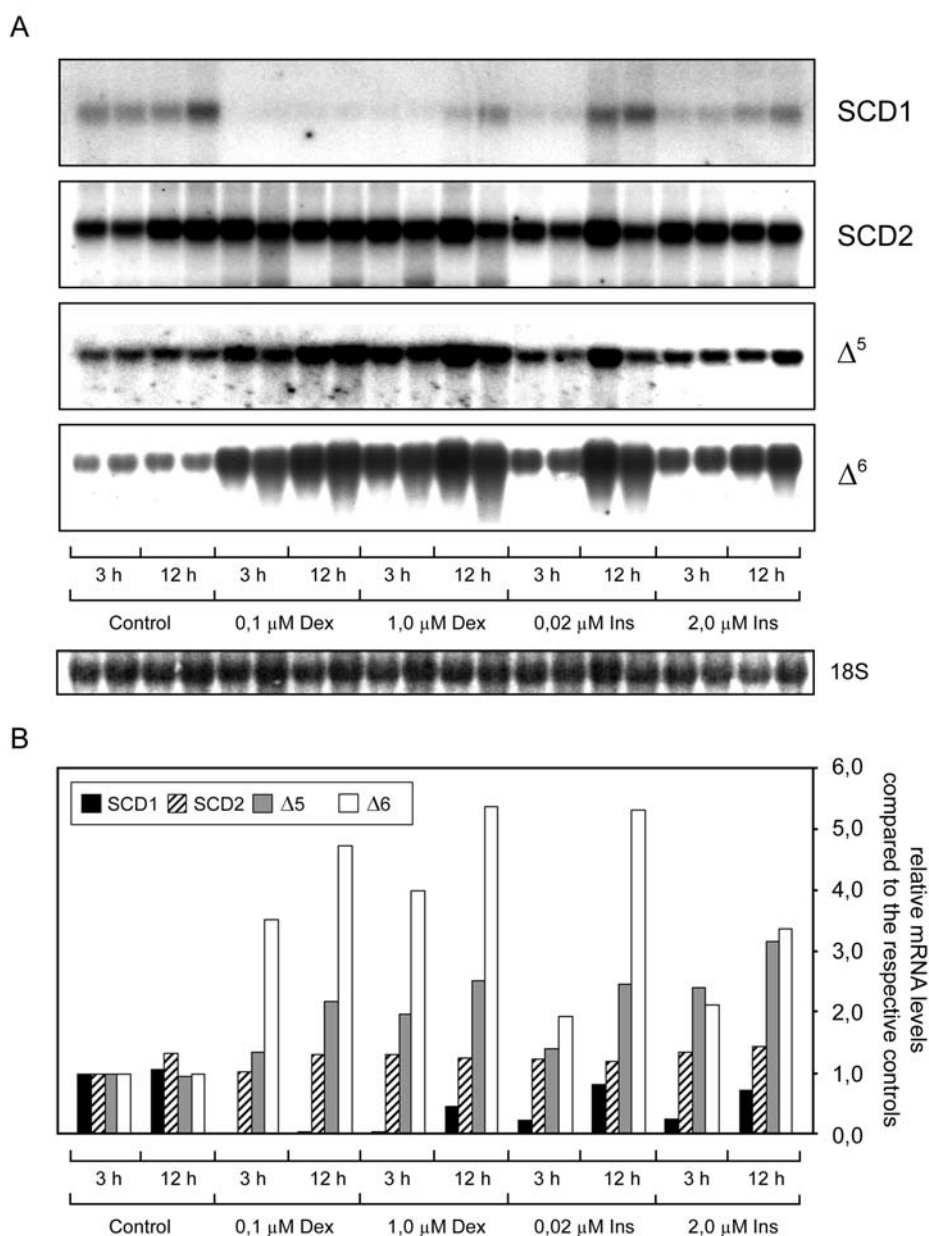 A
SCD1
SCD2
Δ⁵
Δ⁶
3 h 12 h 3 h 12 h 3 h 12 h 3 h 12 h 3 h 12 h
Control 0,1 μM Dex 1,0 μM Dex 0,02 μM Ins 2,0 μM Ins
18S
B
SCD1 SCD2 Δ5 Δ6
6,0
5,0
4,0
3,0
2,0
1,0
0,0
relative mRNA levels
compared to the respective controls
3 h 12 h 3 h 12 h 3 h 12 h 3 h 12 h 3 h 12 h
Control 0,1 μM Dex 1,0 μM Dex 0,02 μM Ins 2,0 μM Ins